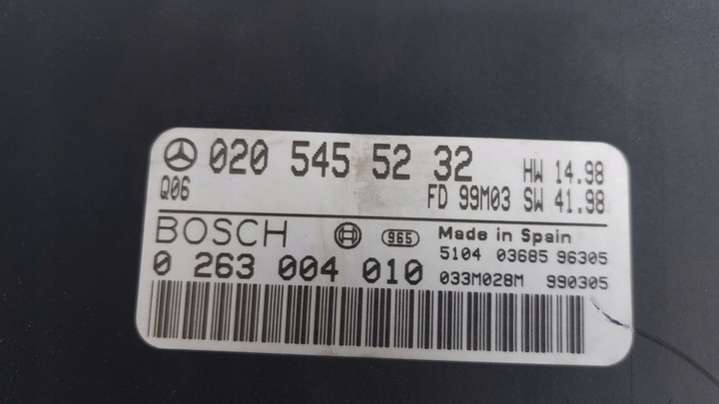 020 545 52 32 HW 14.98
Q06 FD 99M03 SW 41.98
BOSCH 965 Made in Spain
5104 03685 96305
0 263 004 010 033M028M 990305